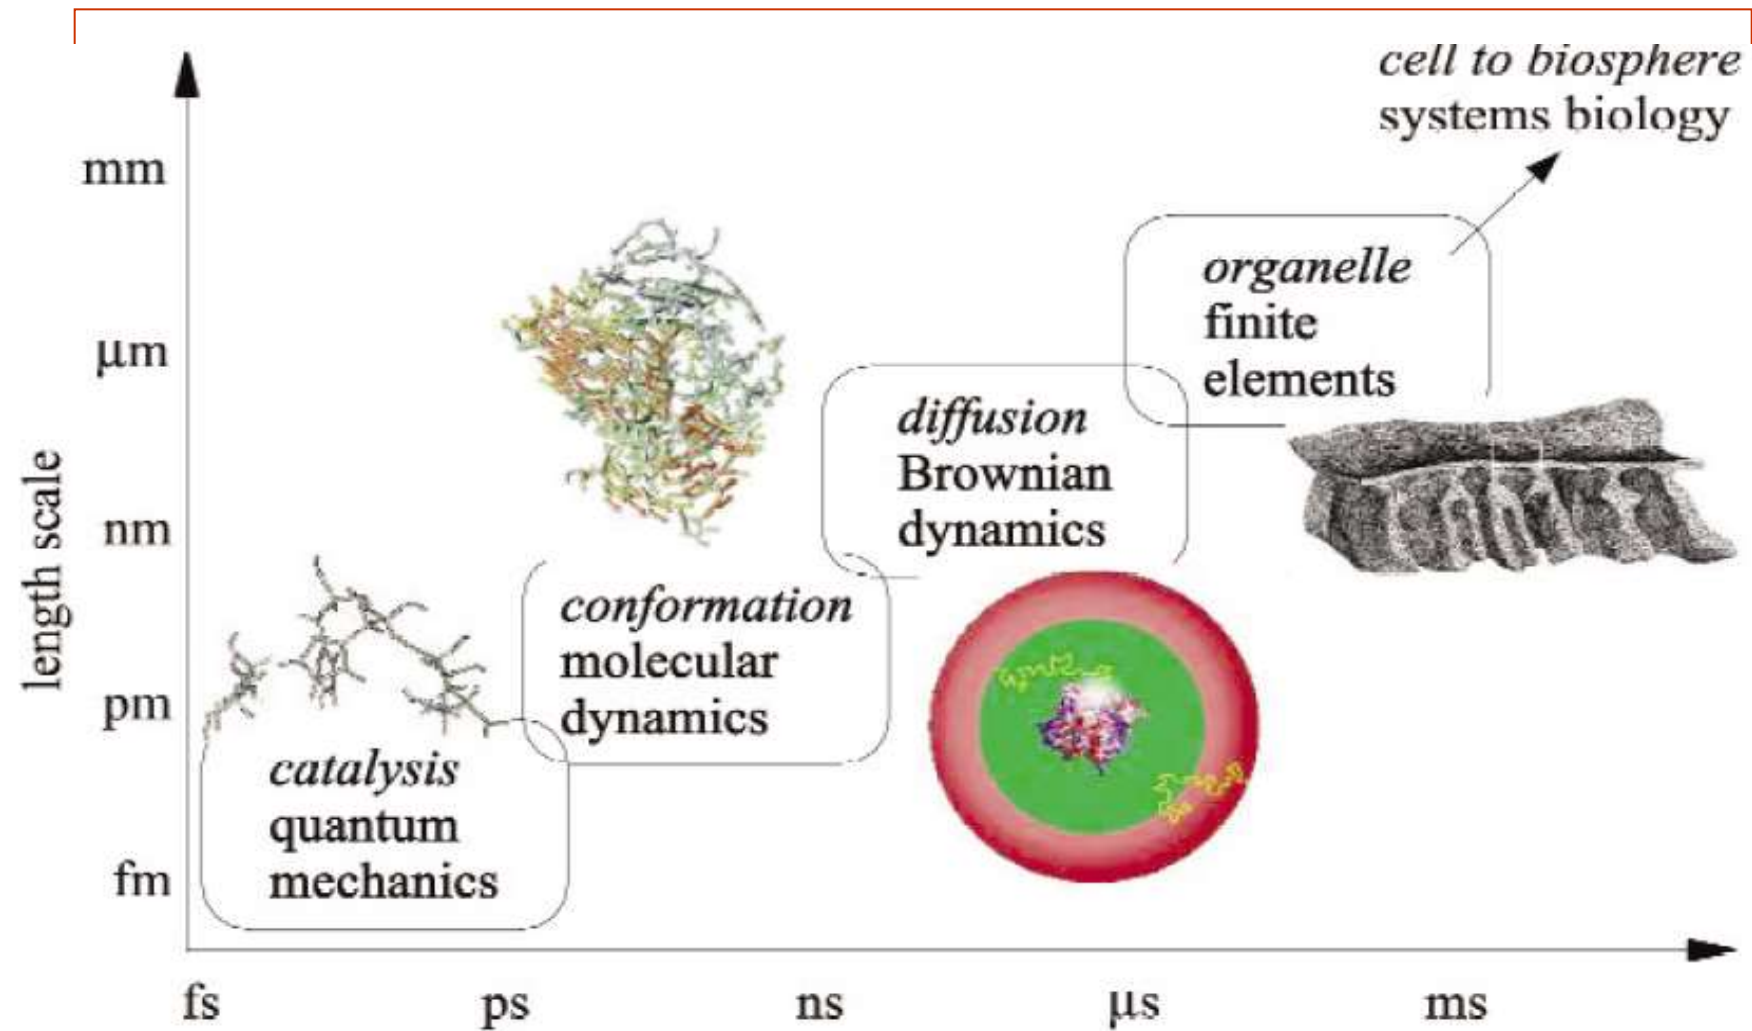 cell to biosphere
systems biology
mm
organelle
finite
elements
μm
diffusion
Brownian
dynamics
nm
length scale
conformation
molecular
dynamics
pm
catalysis
quantum
mechanics
fm
fs
ps
ns
μs
ms